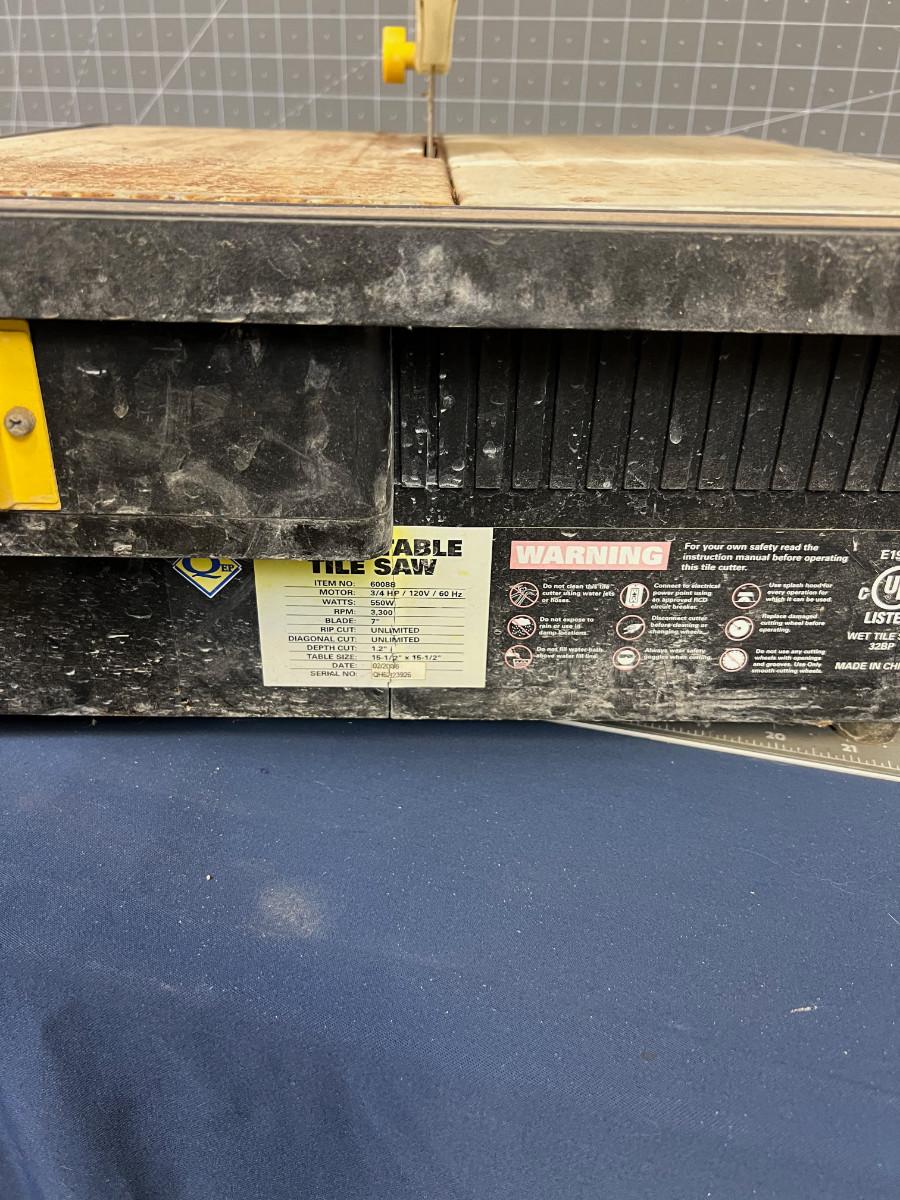 QEP
TABLE
TILE SAW
ITEM NO: 60088
MOTOR: 3/4 HP / 120V / 60 Hz
WATTS: 550W
RPM: 3,300
BLADE: 7"
RIP CUT: UNLIMITED
DIAGONAL CUT: UNLIMITED
DEPTH CUT: 1.2"
TABLE SIZE: 15-1/2" x 15-1/2"
DATE:
SERIAL NO:
WARNING
For your own safety read the
instruction manual before operating
this tile cutter.
Do not clean this tile
cutter using water jets
or hoses.
Do not expose to
rain or use in
damp locations.
Do not fill water bath
above water fill line.
Connect to electrical
power point using
an approved RCD
circuit breaker.
Disconnect cutter
before cleaning or
changing wheels.
Always wear safety
goggles when cutting.
Use splash hood for
every operation for
which it can be used.
Replace damaged
cutting wheel before
operating.
Do not use any cutting
wheels with openings
and grooves. Use Only
smooth cutting wheels.
E19
C UL
LISTE
WET TILE S
32BP
MADE IN CHI
20
21